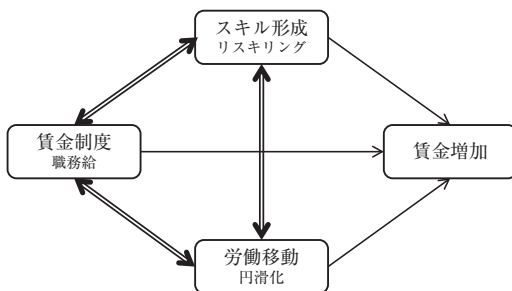 スキル形成
リスキリング
賃金制度
職務給
賃金増加
労働移動
円滑化